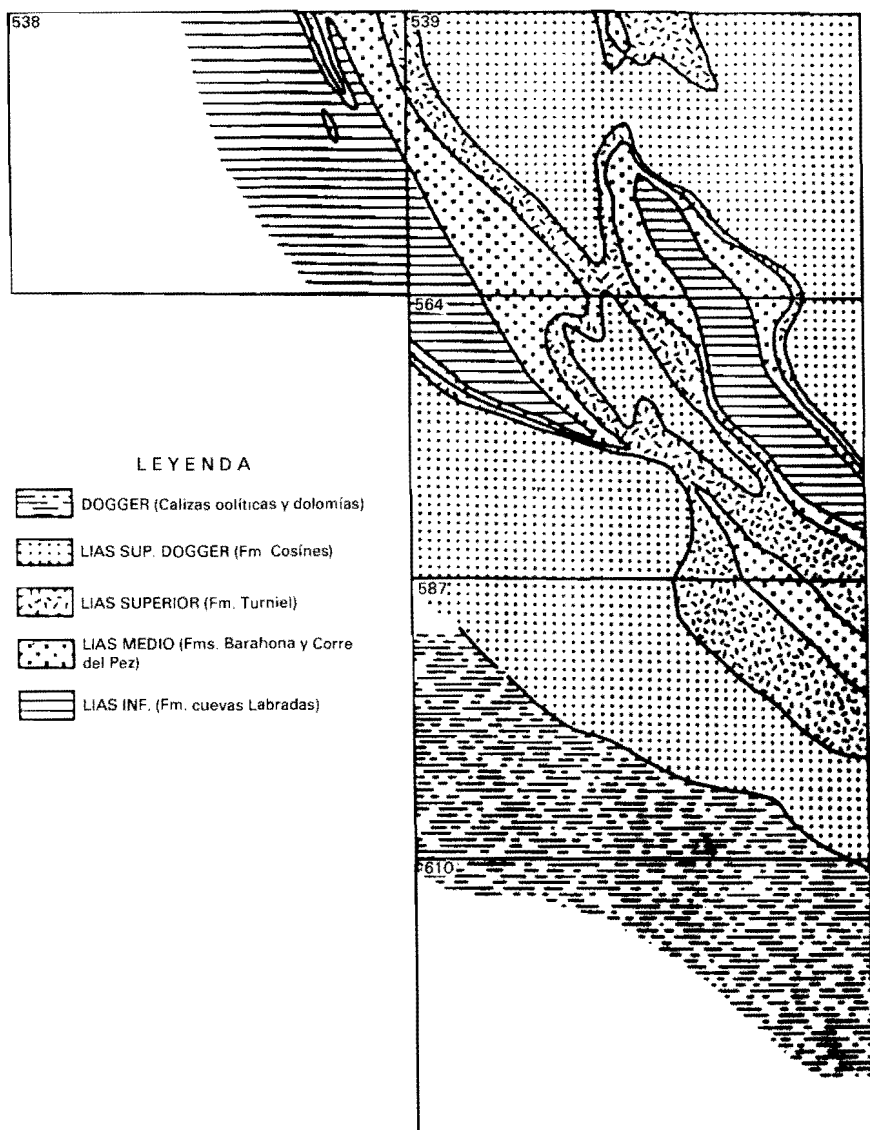 538
539
564
LEYENDA
DOGGER (Calizas oolíticas y dolomías)
LIAS SUP. DOGGER (Fm Cosínes)
LIAS SUPERIOR (Fm. Turniel)
LIAS MEDIO (Fms. Barahona y Corre
del Pez)
LIAS INF. (Fm. cuevas Labradas)
587
610